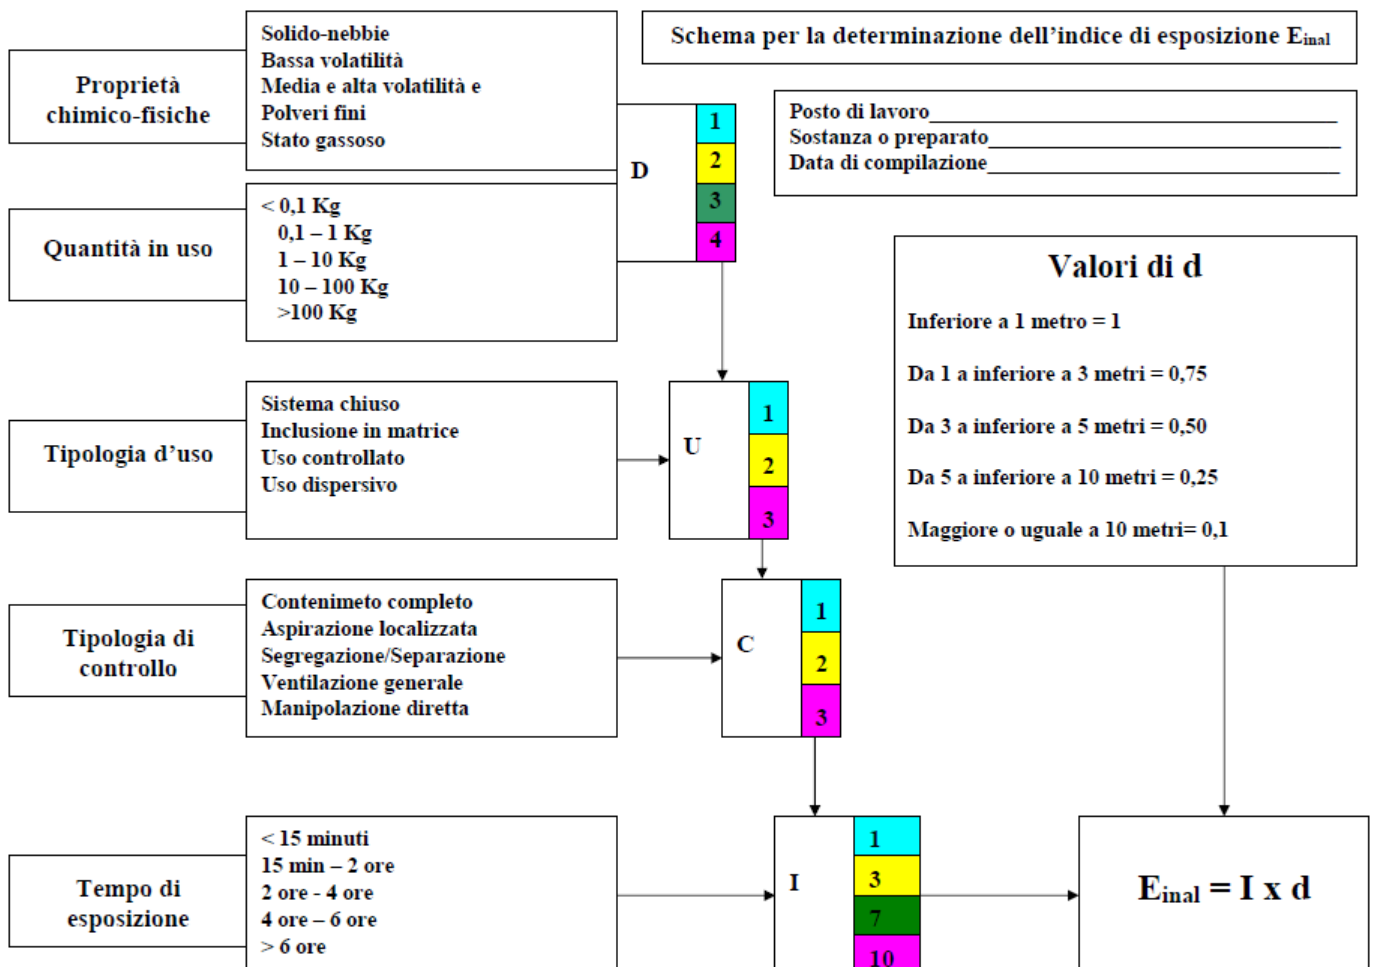 Schema per la determinazione dell'indice di esposizione Einal
Proprietà
chimico-fisiche
Solido-nebbie
Bassa volatilità
Media e alta volatilità e
Polveri fini
Stato gassoso
Posto di lavoro
Sostanza o preparato
Data di compilazione
D
1
2
3
4
Quantità in uso
< 0,1 Kg
0,1 – 1 Kg
1 – 10 Kg
10 – 100 Kg
>100 Kg
Valori di d
Inferiore a 1 metro = 1
Da 1 a inferiore a 3 metri = 0,75
Da 3 a inferiore a 5 metri = 0,50
Da 5 a inferiore a 10 metri = 0,25
Maggiore o uguale a 10 metri= 0,1
Tipologia d'uso
Sistema chiuso
Inclusione in matrice
Uso controllato
Uso dispersivo
U
1
2
3
Tipologia di
controllo
Contenimeto completo
Aspirazione localizzata
Segregazione/Separazione
Ventilazione generale
Manipolazione diretta
C
1
2
3
Tempo di
esposizione
< 15 minuti
15 min – 2 ore
2 ore - 4 ore
4 ore – 6 ore
> 6 ore
I
1
3
7
10
Einal = I x d